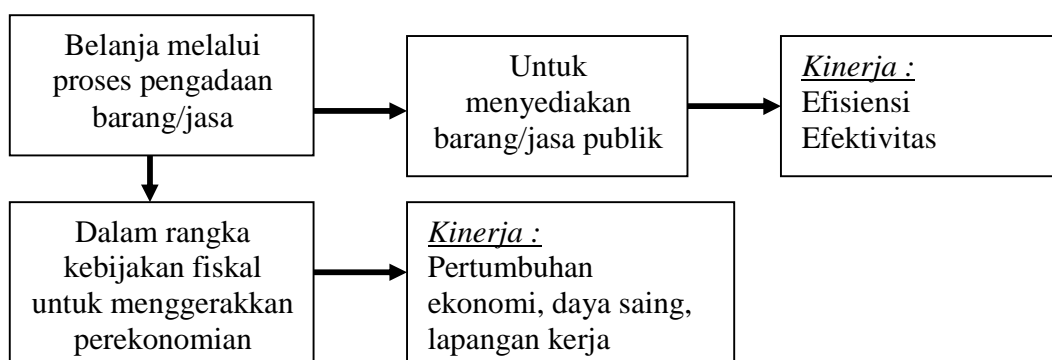 Belanja melalui
proses pengadaan
barang/jasa
Untuk
menyediakan
barang/jasa publik
Kinerja :
Efisiensi
Efektivitas
Dalam rangka
kebijakan fiskal
untuk menggerakkan
perekonomian
Kinerja :
Pertumbuhan
ekonomi, daya saing,
lapangan kerja